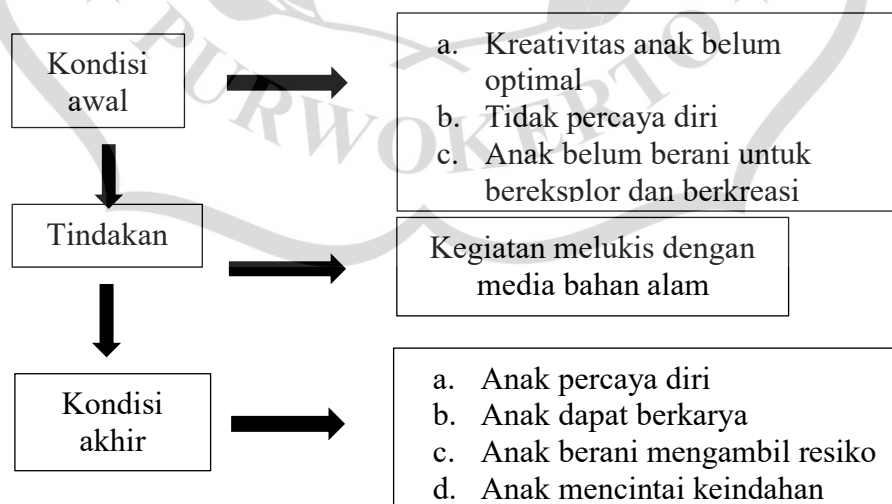 Kondisi
awal
a. Kreativitas anak belum
optimal
b. Tidak percaya diri
c. Anak belum berani untuk
bereksplor dan berkreasi
Tindakan
Kegiatan melukis dengan
media bahan alam
Kondisi
akhir
a. Anak percaya diri
b. Anak dapat berkarya
c. Anak berani mengambil resiko
d. Anak mencintai keindahan
PURWOKERTO